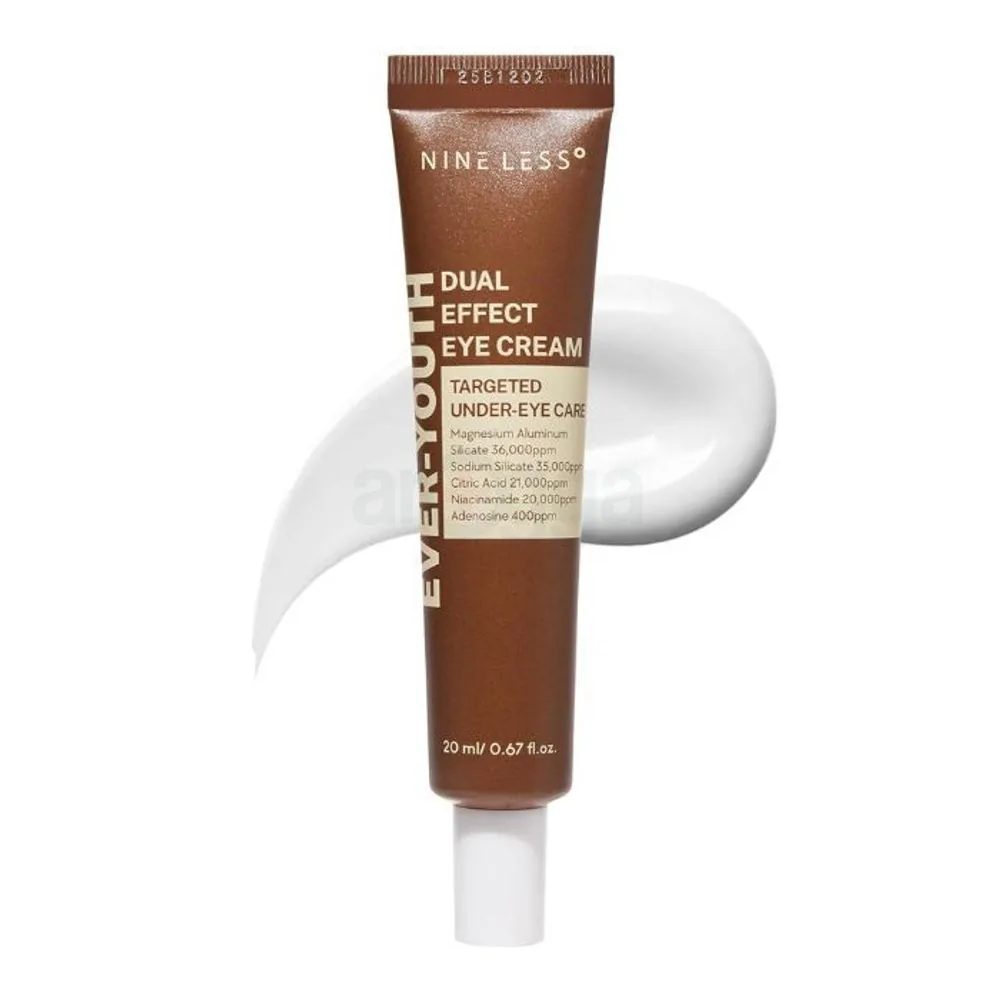 25B1202
NINE LESS°
EVER-YOUTH
DUAL
EFFECT
EYE CREAM
TARGETED
UNDER-EYE CARE
Magnesium Aluminum
Silicate 36,000ppm
Sodium Silicate 35,000ppm
Citric Acid 21,000ppm
Niacinamide 20,000ppm
Adenosine 400ppm
20 ml/ 0.67 fl.oz.